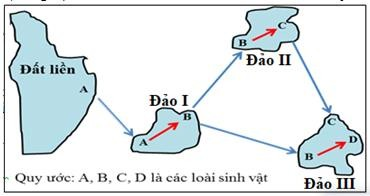 Đất liền
A
Đảo I
A
B
B
C
Đảo II
C
B
D
Đảo III
Quy ước: A, B, C, D là các loài sinh vật